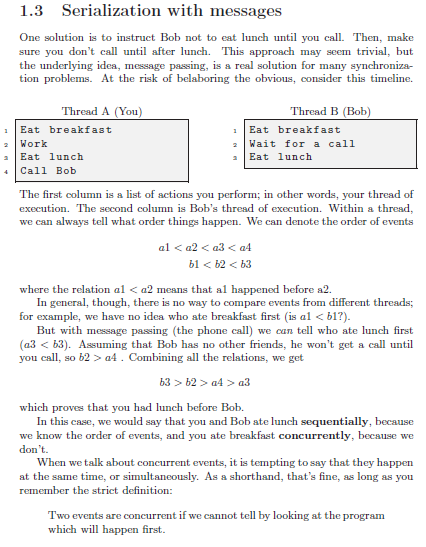 1.3 Serialization with messages
One solution is to instruct Bob not to eat lunch until you call. Then, make
sure you don't call until after lunch. This approach may seem trivial, but
the underlying idea, message passing, is a real solution for many synchroniza-
tion problems. At the risk of belaboring the obvious, consider this timeline.
Thread A (You)
1 Eat breakfast
2 Work
3 Eat lunch
4 Call Bob
Thread B (Bob)
1 Eat breakfast
2 Wait for a call
3 Eat lunch
The first column is a list of actions you perform; in other words, your thread of
execution. The second column is Bob's thread of execution. Within a thread,
we can always tell what order things happen. We can denote the order of events
a1 < a2 < a3 < a4
b1 < b2 < b3
where the relation a1 < a2 means that a1 happened before a2.
In general, though, there is no way to compare events from different threads;
for example, we have no idea who ate breakfast first (is a1 < b1?).
But with message passing (the phone call) we can tell who ate lunch first
(a3 < b3). Assuming that Bob has no other friends, he won't get a call until
you call, so b2 > a4 . Combining all the relations, we get
b3 > b2 > a4 > a3
which proves that you had lunch before Bob.
In this case, we would say that you and Bob ate lunch sequentially, because
we know the order of events, and you ate breakfast concurrently, because we
don't.
When we talk about concurrent events, it is tempting to say that they happen
at the same time, or simultaneously. As a shorthand, that's fine, as long as you
remember the strict definition:
Two events are concurrent if we cannot tell by looking at the program
which will happen first.